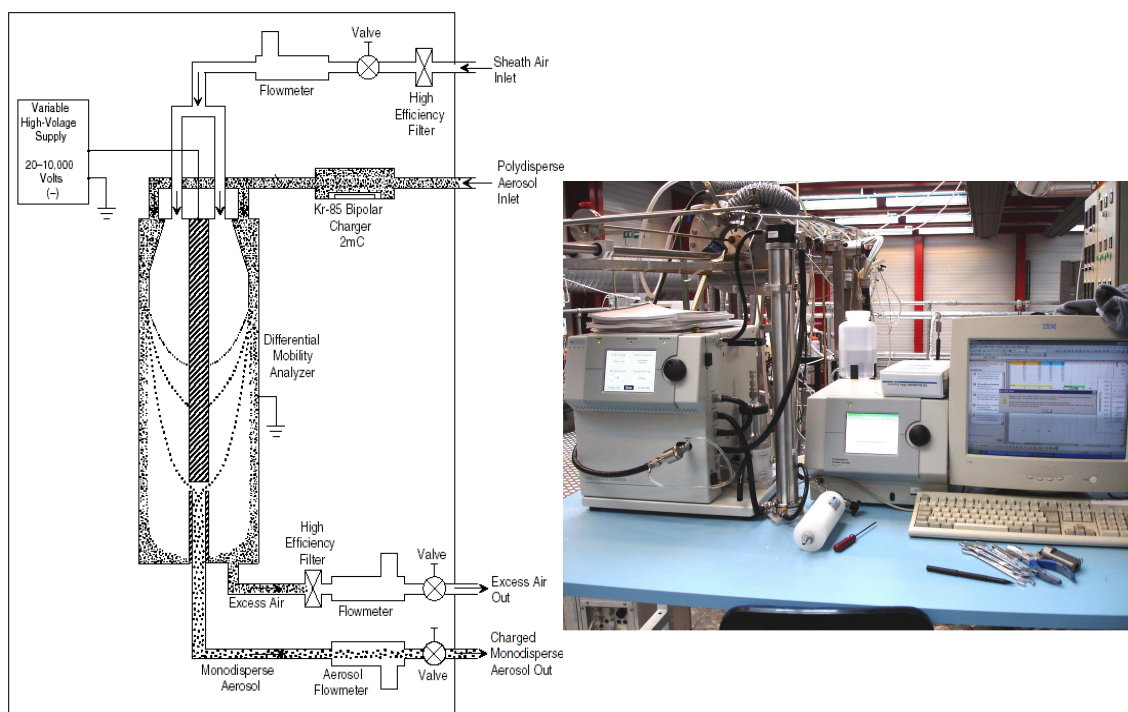 Valve
Sheath Air
Inlet
Flowmeter
High
Efficiency
Filter
Variable
High-Volage
Supply
20–10,000
Volts
(–)
Polydisperse
Aerosol
Inlet
Kr-85 Bipolar
Charger
2mC
Differential
Mobility
Analyzer
High
Efficiency
Filter
Valve
Excess Air
Flowmeter
Excess Air
Out
Monodisperse
Aerosol
Aerosol
Flowmeter
Valve
Charged
Monodisperse
Aerosol Out
IBM